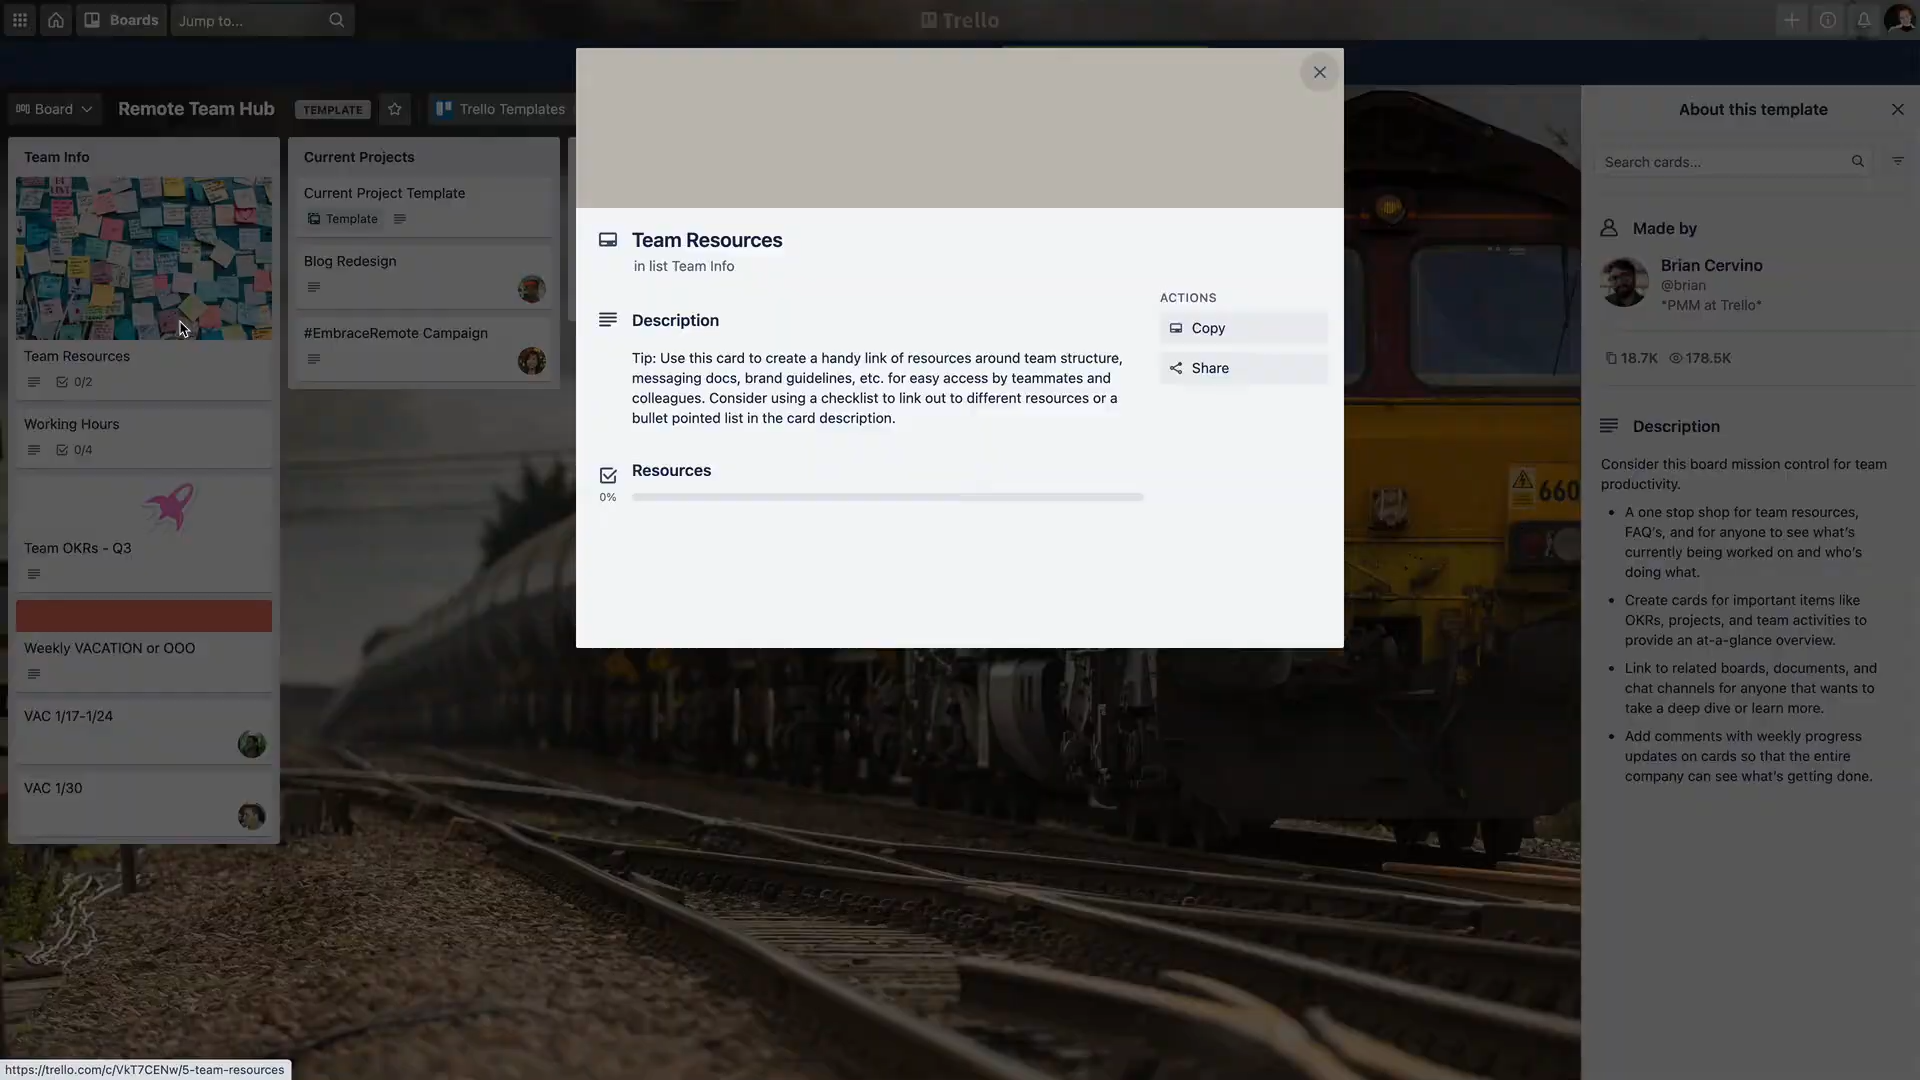 Boards
Jump to...
Trello
Board
Remote Team Hub
TEMPLATE
Trello Templates
Team Info
Team Resources
0/2
Working Hours
0/4
Team OKRs - Q3
Weekly VACATION or OOO
VAC 1/17-1/24
VAC 1/30
Current Projects
Current Project Template
Template
Blog Redesign
#EmbraceRemote Campaign
Team Resources
in list Team Info
Description
Tip: Use this card to create a handy link of resources around team structure,
messaging docs, brand guidelines, etc. for easy access by teammates and
colleagues. Consider using a checklist to link out to different resources or a
bullet pointed list in the card description.
Resources
0%
ACTIONS
Copy
Share
660
About this template
Search cards...
Made by
Brian Cervino
@brian
*PMM at Trello*
18.7K 178.5K
Description
Consider this board mission control for team
productivity.
• A one stop shop for team resources,
FAQ's, and for anyone to see what's
currently being worked on and who's
doing what.
• Create cards for important items like
OKRs, projects, and team activities to
provide an at-a-glance overview.
• Link to related boards, documents, and
chat channels for anyone that wants to
take a deep dive or learn more.
• Add comments with weekly progress
updates on cards so that the entire
company can see what's getting done.
https://trello.com/c/VkT7CENw/5-team-resources